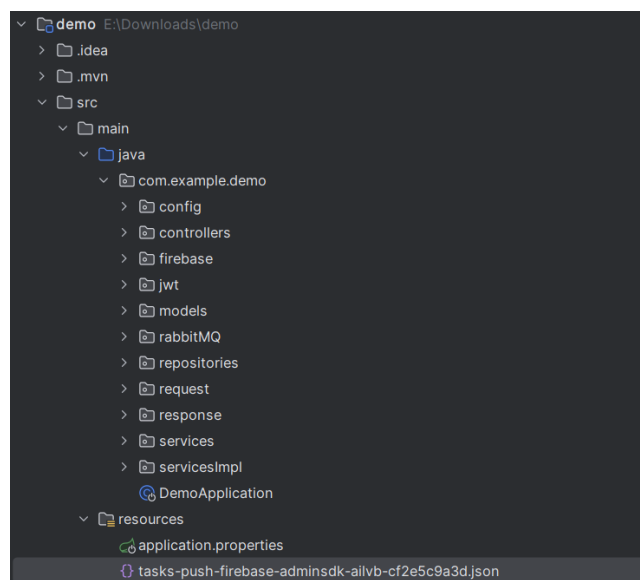 demo E:\Downloads\demo
.idea
.mvn
src
main
java
com.example.demo
config
controllers
firebase
jwt
models
rabbitMQ
repositories
request
response
services
servicesImpl
DemoApplication
resources
application.properties
tasks-push-firebase-adminsdk-ailvb-cf2e5c9a3d.json